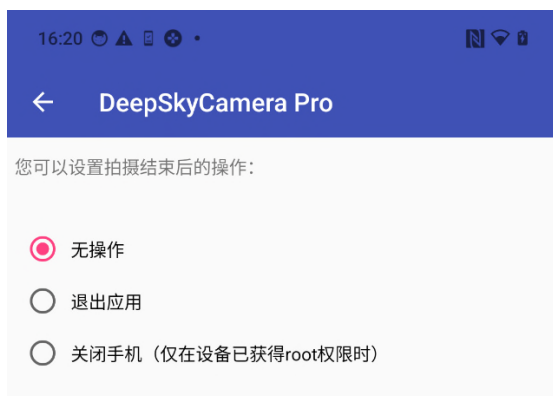 16:20
DeepSkyCamera Pro
您可以设置拍摄结束后的操作：
无操作
退出应用
关闭手机（仅在设备已获得root权限时）